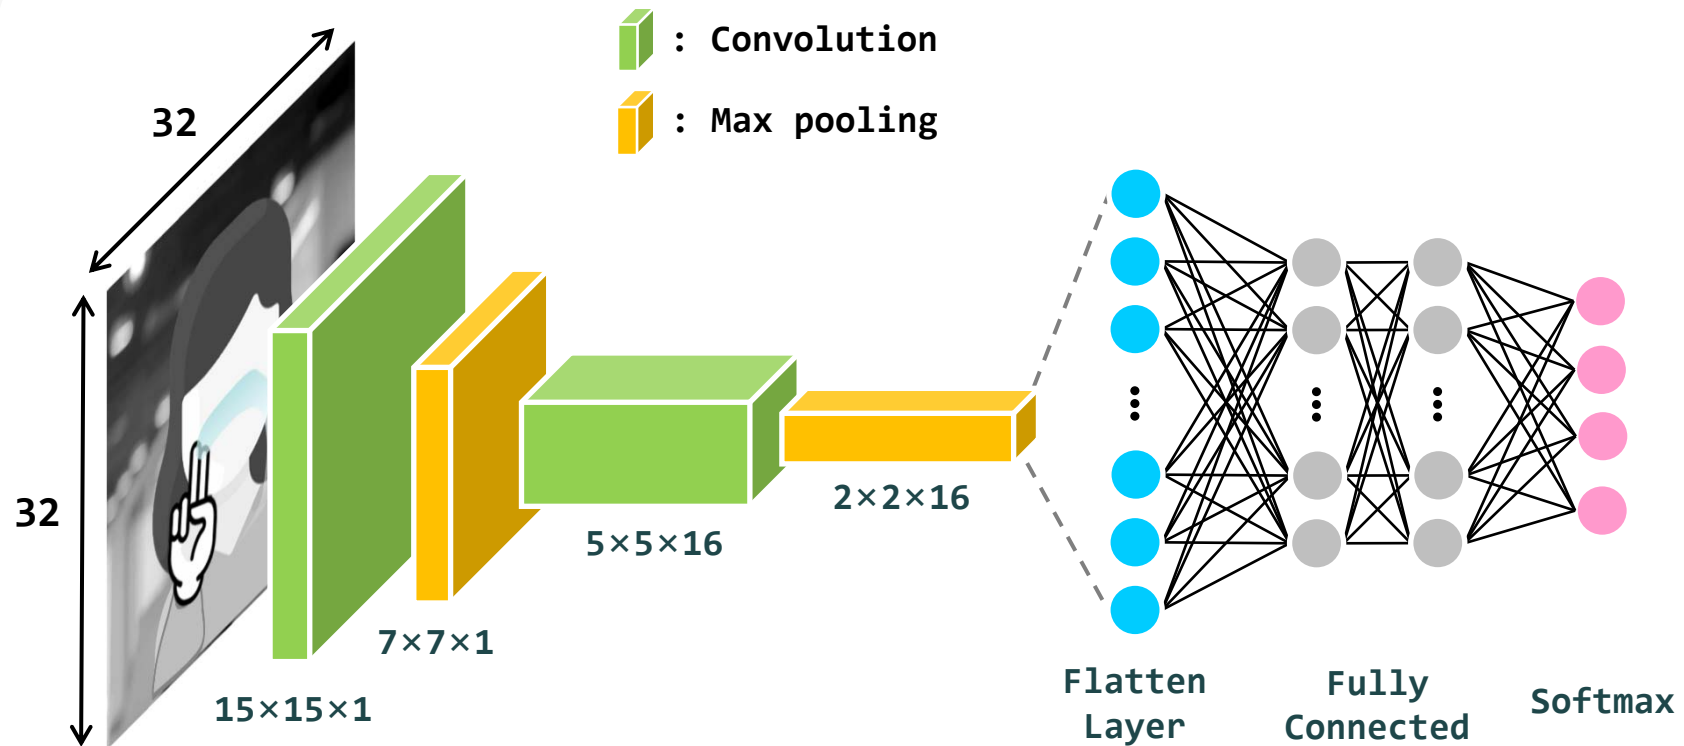 : Convolution
: Max pooling
32
32
15×15×1
7×7×1
5×5×16
2×2×16
Flatten
Layer
Fully
Connected
Softmax